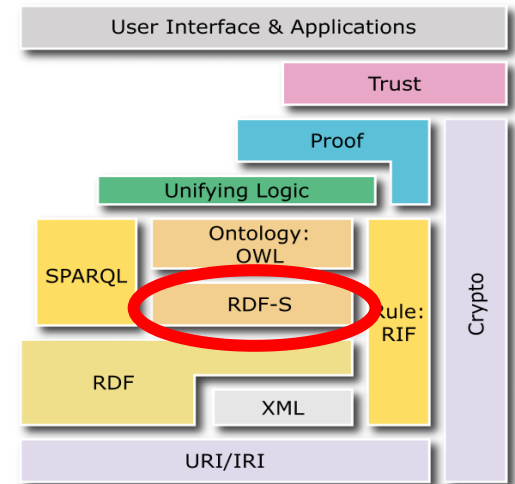 User Interface & Applications
Trust
Proof
Unifying Logic
Ontology:
OWL
SPARQL
RDF-S
Rule:
RIF
Crypto
RDF
XML
URI/IRI